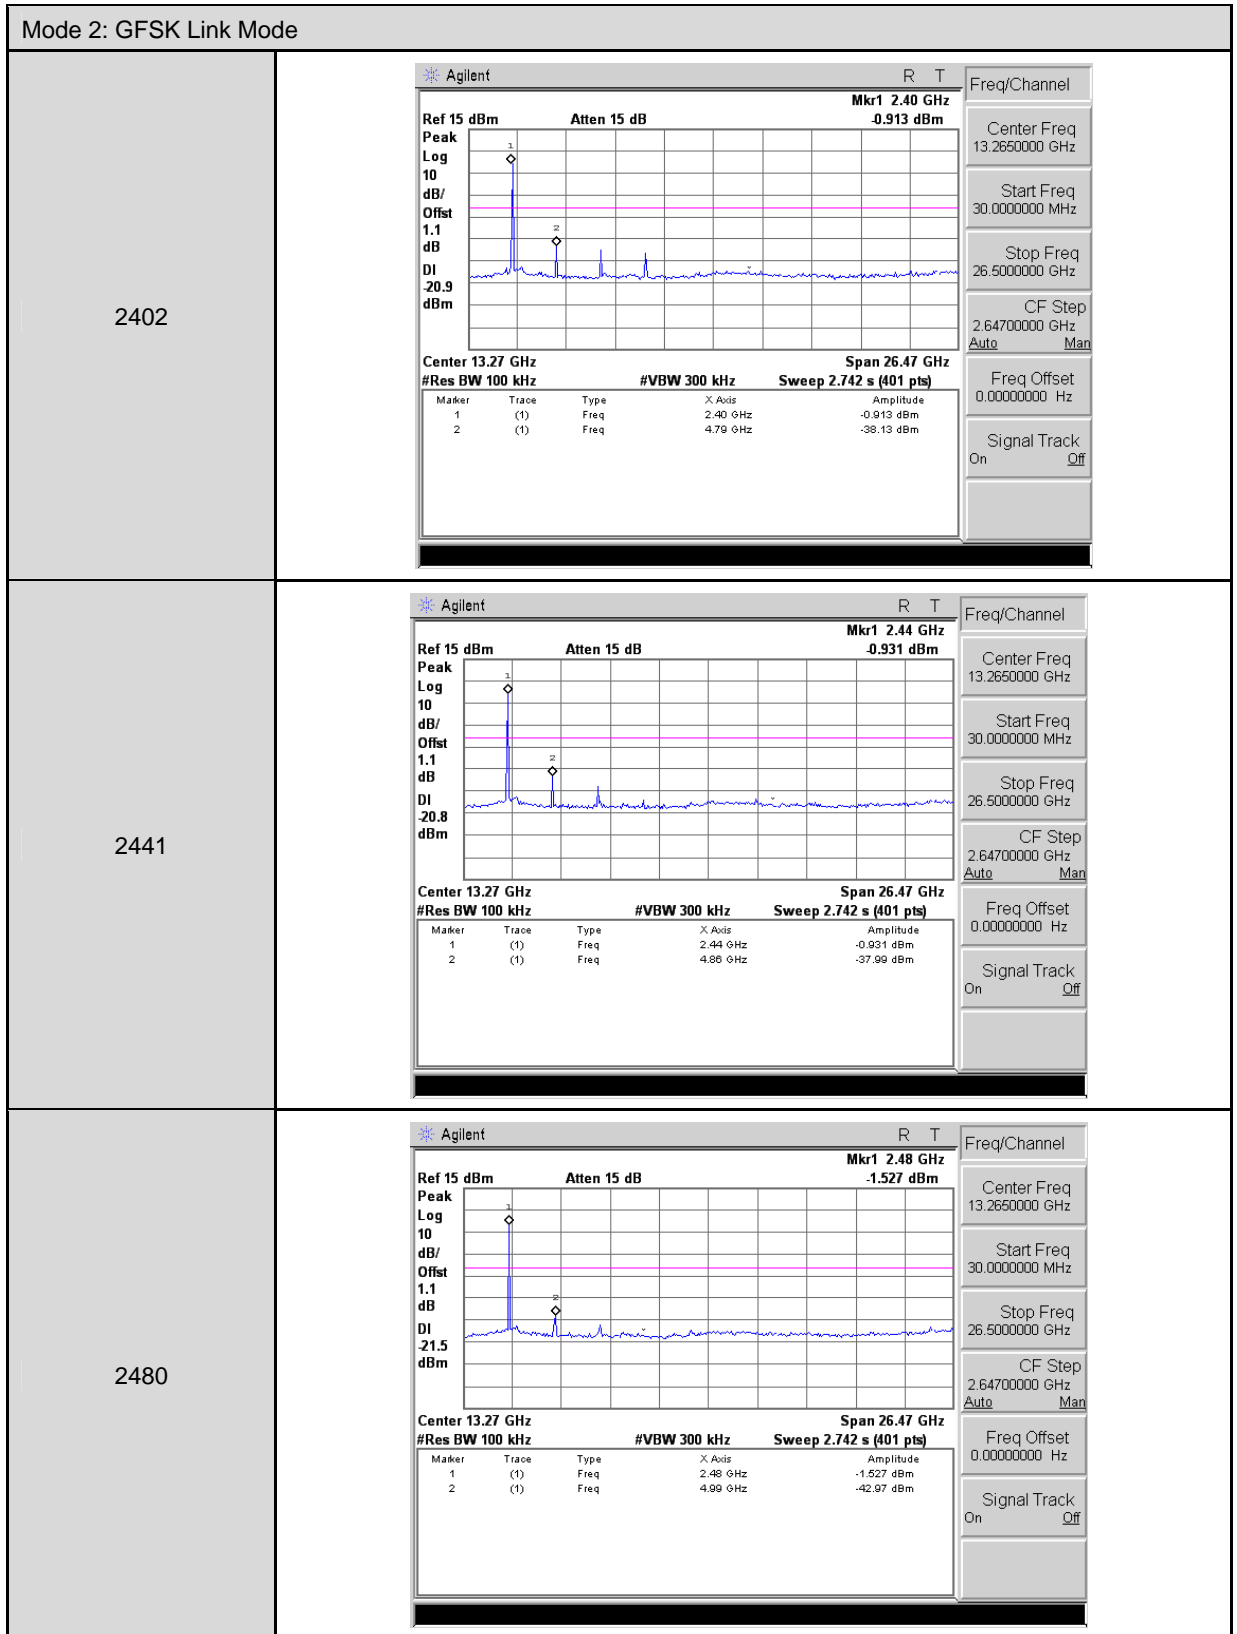 Mode 2: GFSK Link Mode
2402
Agilent R T
Mkr1 2.40 GHz
Ref 15 dBm Atten 15 dB -0.913 dBm
Peak
Log
10
dB/
Offst
1.1
dB
DI
-20.9
dBm
1
2
Center 13.27 GHz Span 26.47 GHz
#Res BW 100 kHz #VBW 300 kHz Sweep 2.742 s (401 pts)
Marker Trace Type X Axis Amplitude
1 (1) Freq 2.40 GHz -0.913 dBm
2 (1) Freq 4.79 GHz -38.13 dBm
Freq/Channel
Center Freq
13.2650000 GHz
Start Freq
30.0000000 MHz
Stop Freq
26.5000000 GHz
CF Step
2.64700000 GHz
Auto Man
Freq Offset
0.00000000 Hz
Signal Track
On Off
2441
Agilent R T
Mkr1 2.44 GHz
Ref 15 dBm Atten 15 dB -0.931 dBm
Peak
Log
10
dB/
Offst
1.1
dB
DI
-20.8
dBm
1
2
Center 13.27 GHz Span 26.47 GHz
#Res BW 100 kHz #VBW 300 kHz Sweep 2.742 s (401 pts)
Marker Trace Type X Axis Amplitude
1 (1) Freq 2.44 GHz -0.931 dBm
2 (1) Freq 4.86 GHz -37.99 dBm
Freq/Channel
Center Freq
13.2650000 GHz
Start Freq
30.0000000 MHz
Stop Freq
26.5000000 GHz
CF Step
2.64700000 GHz
Auto Man
Freq Offset
0.00000000 Hz
Signal Track
On Off
2480
Agilent R T
Mkr1 2.48 GHz
Ref 15 dBm Atten 15 dB -1.527 dBm
Peak
Log
10
dB/
Offst
1.1
dB
DI
-21.5
dBm
1
2
Center 13.27 GHz Span 26.47 GHz
#Res BW 100 kHz #VBW 300 kHz Sweep 2.742 s (401 pts)
Marker Trace Type X Axis Amplitude
1 (1) Freq 2.48 GHz -1.527 dBm
2 (1) Freq 4.99 GHz -42.97 dBm
Freq/Channel
Center Freq
13.2650000 GHz
Start Freq
30.0000000 MHz
Stop Freq
26.5000000 GHz
CF Step
2.64700000 GHz
Auto Man
Freq Offset
0.00000000 Hz
Signal Track
On Off